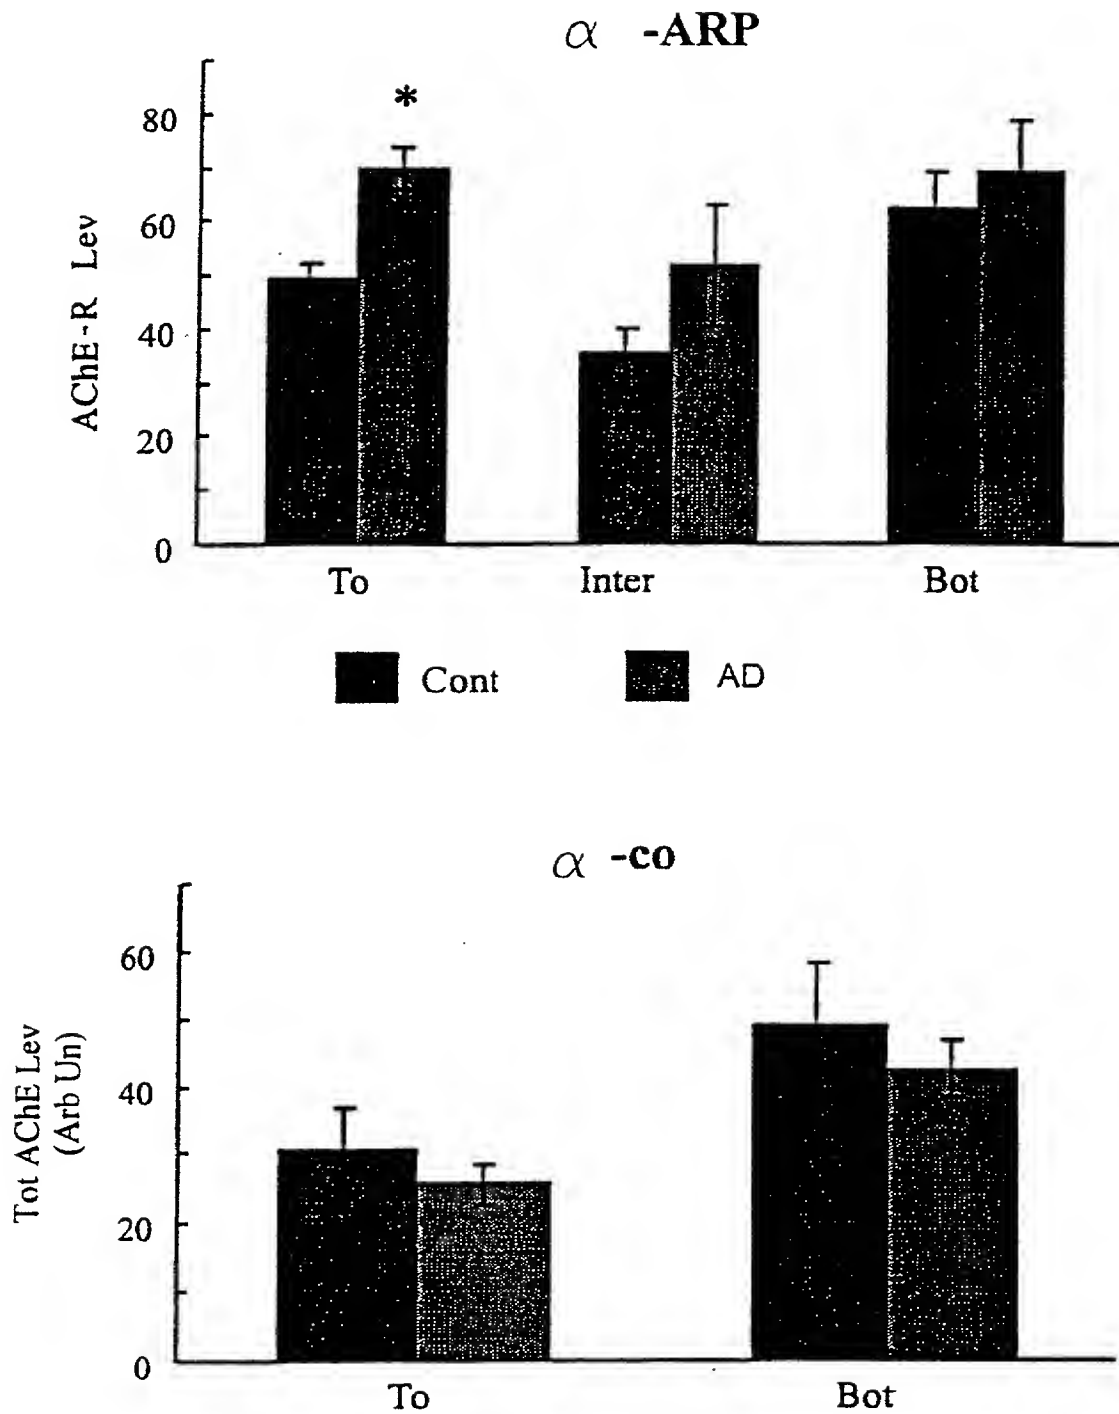 α -ARP
*
80
60
40
20
0
AChE-R Lev
To Inter Bot
Cont AD
α -co
60
40
20
0
Tot AChE Lev
(Arb Un)
To Bot